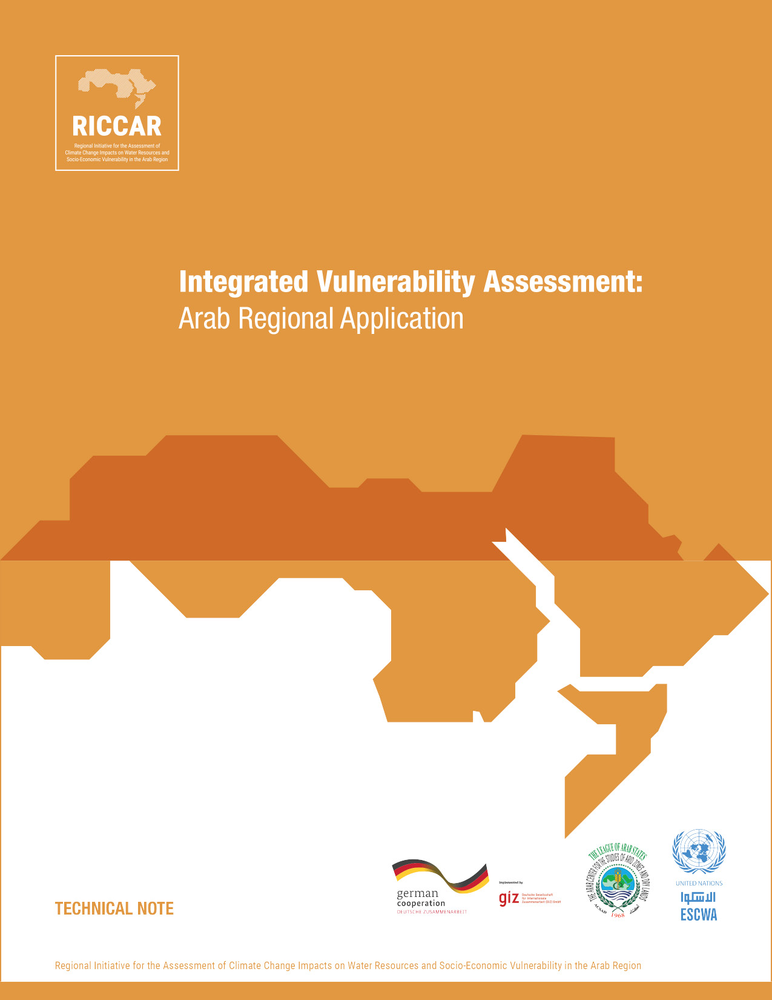 RICCAR
Regional Initiative for the Assessment of
Climate Change Impacts on Water Resources and
Socio-Economic Vulnerability in the Arab Region
Integrated Vulnerability Assessment:
Arab Regional Application
TECHNICAL NOTE
german
cooperation
DEUTSCHE ZUSAMMENARBEIT
Implemented by
giz
Deutsche Gesellschaft
für Internationale
Zusammenarbeit (GIZ) GmbH
THE LEAGUE OF ARAB STATES
THE ARAB CENTER FOR THE STUDIES OF ARID ZONES AND DRY LANDS
ACSAD
1968
أكساد
UNITED NATIONS
الاسكوا
ESCWA
Regional Initiative for the Assessment of Climate Change Impacts on Water Resources and Socio-Economic Vulnerability in the Arab Region